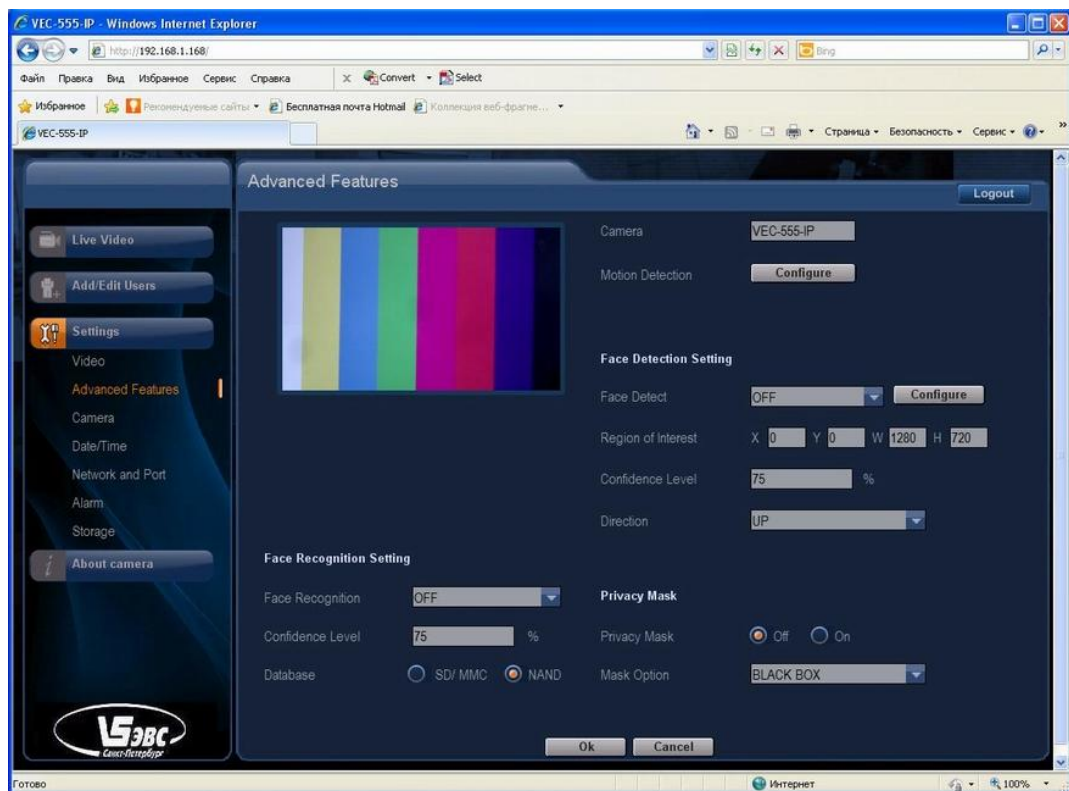 VEC-555-IP - Windows Internet Explorer
http://192.168.1.168/
Bing
Файл Правка Вид Избранное Сервис Справка
Convert Select
Избранное Рекомендуемые сайты Бесплатная почта Hotmail Коллекция веб-фрагме...
VEC-555-IP
Страница Безопасность Сервис
Advanced Features
Logout
Live Video
Add/Edit Users
Settings
Video
Advanced Features
Camera
Date/Time
Network and Port
Alarm
Storage
About camera
Camera VEC-555-IP
Motion Detection Configure
Face Detection Setting
Face Detect OFF Configure
Region of Interest X 0 Y 0 W 1280 H 720
Confidence Level 75 %
Direction UP
Face Recognition Setting
Face Recognition OFF
Confidence Level 75 %
Database SD/ MMC NAND
Privacy Mask
Privacy Mask Off On
Mask Option BLACK BOX
Ok Cancel
ЭВС
Санкт-Петербург
Готово
Интернет
100%